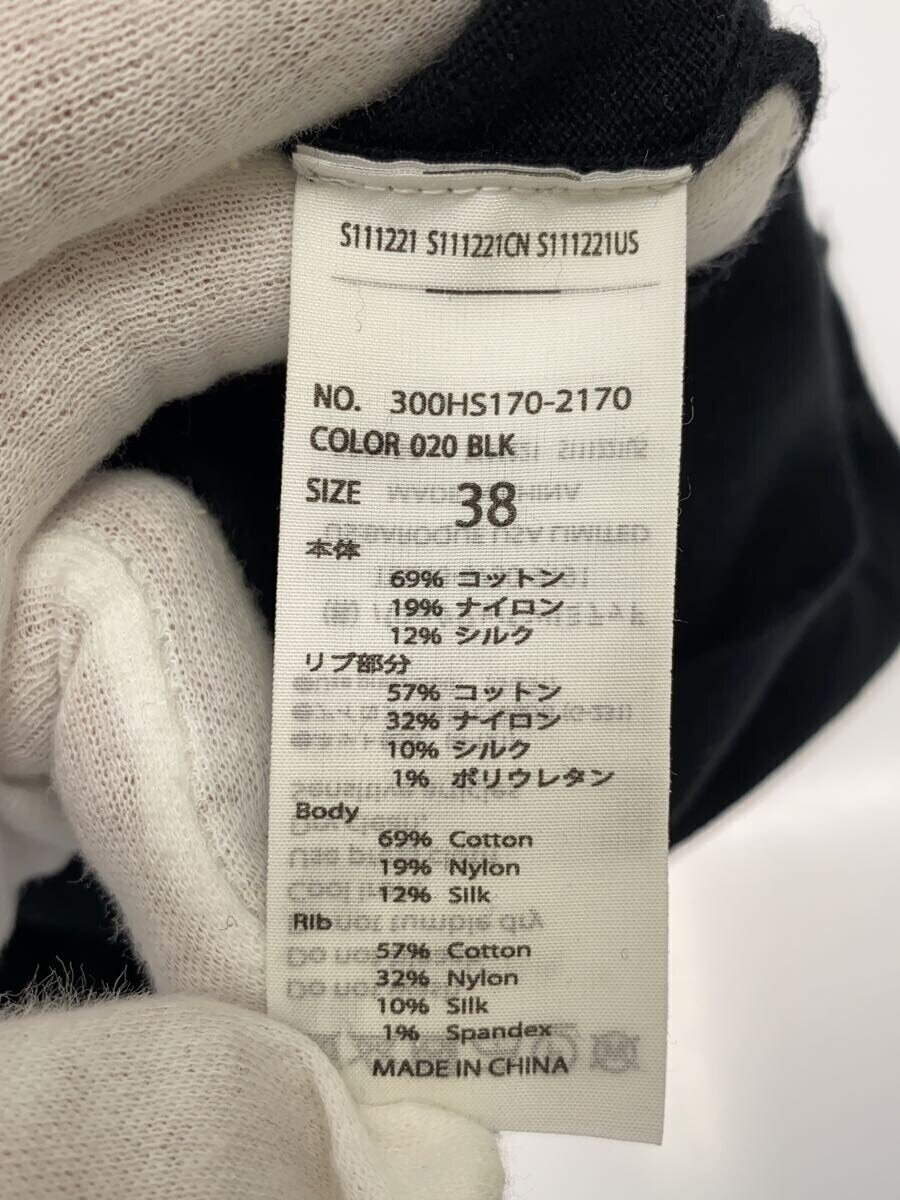 S111221 S111221CN S111221US
NO. 300HS170-2170
COLOR 020 BLK
SIZE 38
本体
69% コットン
19% ナイロン
12% シルク
リブ部分
57% コットン
32% ナイロン
10% シルク
1% ポリウレタン
Body
69% Cotton
19% Nylon
12% Silk
Rib
57% Cotton
32% Nylon
10% Silk
1% Spandex
MADE IN CHINA